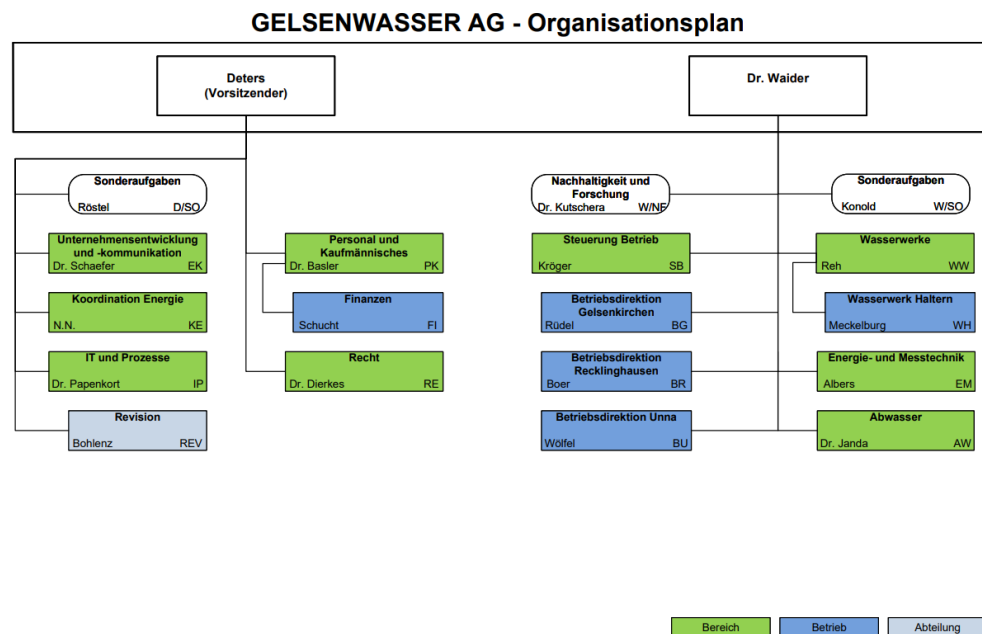 GELSENWASSER AG - Organisationsplan
Deters
(Vorsitzender)
Dr. Waider
Sonderaufgaben
Röstel D/SO
Unternehmensentwicklung
und -kommunikation
Dr. Schaefer EK
Koordination Energie
N.N. KE
IT und Prozesse
Dr. Papenkort IP
Revision
Bohlenz REV
Personal und
Kaufmännisches
Dr. Basler PK
Finanzen
Schucht FI
Recht
Dr. Dierkes RE
Nachhaltigkeit und
Forschung
Dr. Kutschera W/NF
Steuerung Betrieb
Kröger SB
Betriebsdirektion
Gelsenkirchen
Rüdel BG
Betriebsdirektion
Recklinghausen
Boer BR
Betriebsdirektion Unna
Wölfel BU
Sonderaufgaben
Konold W/SO
Wasserwerke
Reh WW
Wasserwerk Haltern
Meckelburg WH
Energie- und Messtechnik
Albers EM
Abwasser
Dr. Janda AW
Bereich
Betrieb
Abteilung